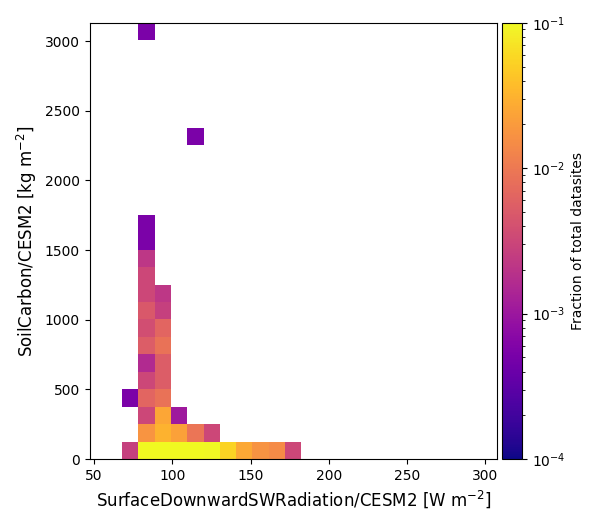 3000
2500
2000
1500
1000
500
0
SoilCarbon/CESM2 [kg m⁻²]
50 100 150 200 250 300
SurfaceDownwardSWRadiation/CESM2 [W m⁻²]
10⁻¹
10⁻²
10⁻³
10⁻⁴
Fraction of total datasites